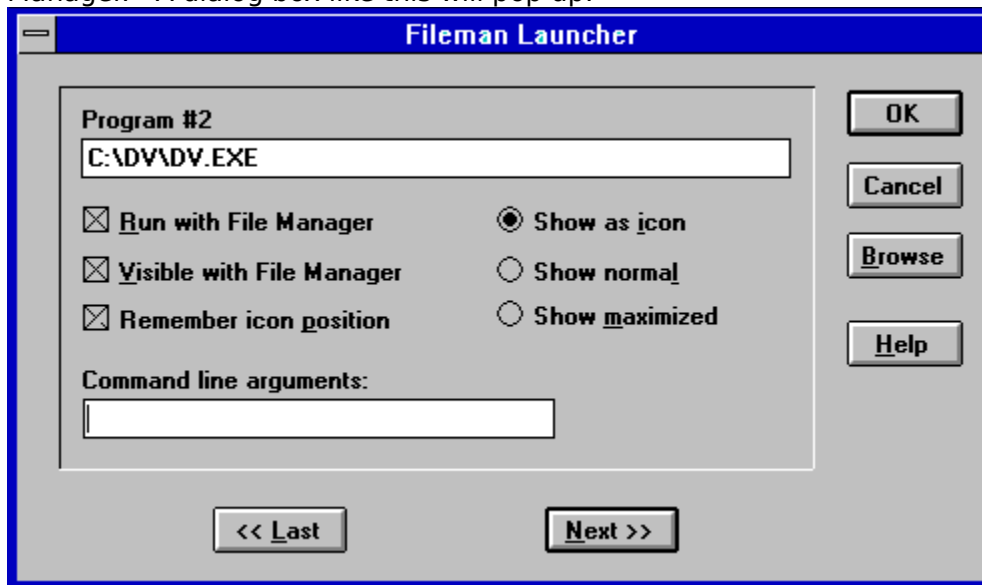 Manager. A dialog box like this will pop up:
Fileman Launcher
Program #2
C:\DV\DV.EXE
Run with File Manager
Visible with File Manager
Remember icon position
Show as icon
Show normal
Show maximized
Command line arguments:
OK
Cancel
Browse
Help
<< Last
Next >>